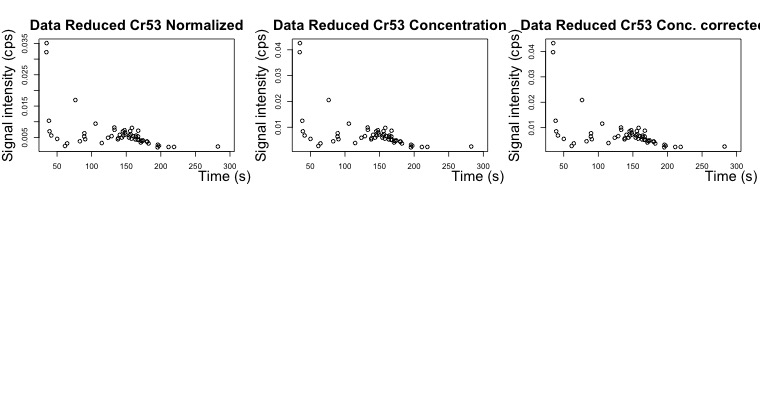 Data Reduced Cr53 Normalized
Signal intensity (cps)
0.005 0.015 0.025 0.035
50 100 150 200 250 300
Time (s)
Data Reduced Cr53 Concentration
Signal intensity (cps)
0.01 0.02 0.03 0.04
50 100 150 200 250 300
Time (s)
Data Reduced Cr53 Conc. corrected
Signal intensity (cps)
0.01 0.02 0.03 0.04
50 100 150 200 250 300
Time (s)